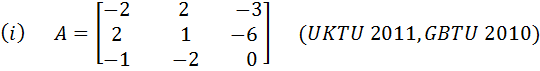 (i) A = [−2 2 −3
2 1 −6
−1 −2 0] (UKTU 2011, GBTU 2010)